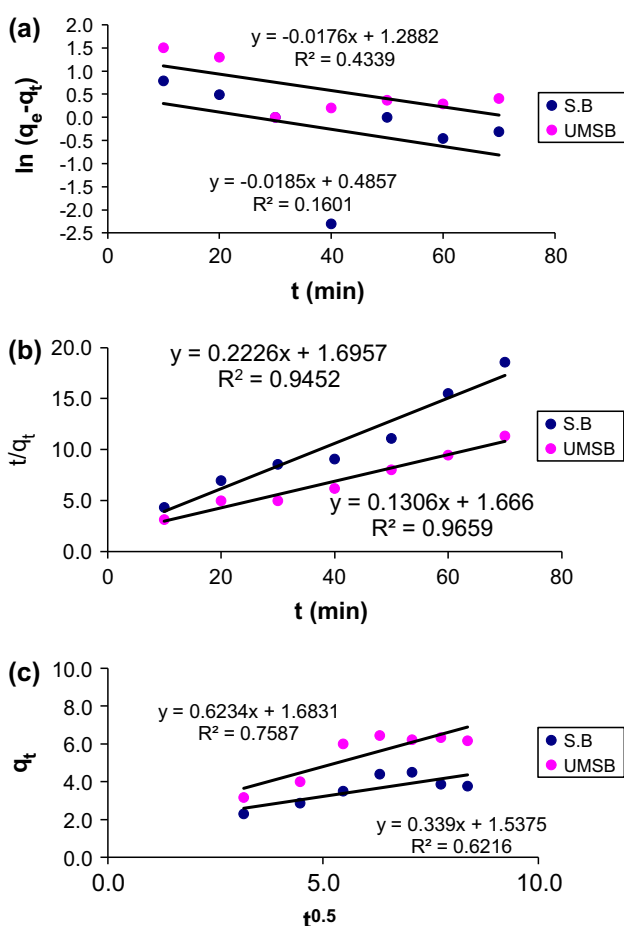 (a)
2.0
1.5
1.0
0.5
0.0
-0.5
-1.0
-1.5
-2.0
-2.5
ln (qe-qt)
y = -0.0176x + 1.2882
R² = 0.4339
y = -0.0185x + 0.4857
R² = 0.1601
S.B
UMSB
0 20 40 60 80
t (min)
(b)
20.0
15.0
10.0
5.0
0.0
t/qt
y = 0.2226x + 1.6957
R² = 0.9452
y = 0.1306x + 1.666
R² = 0.9659
S.B
UMSB
0 20 40 60 80
t (min)
(c)
10.0
8.0
6.0
4.0
2.0
0.0
qt
y = 0.6234x + 1.6831
R² = 0.7587
y = 0.339x + 1.5375
R² = 0.6216
S.B
UMSB
0.0 5.0 10.0
t0.5